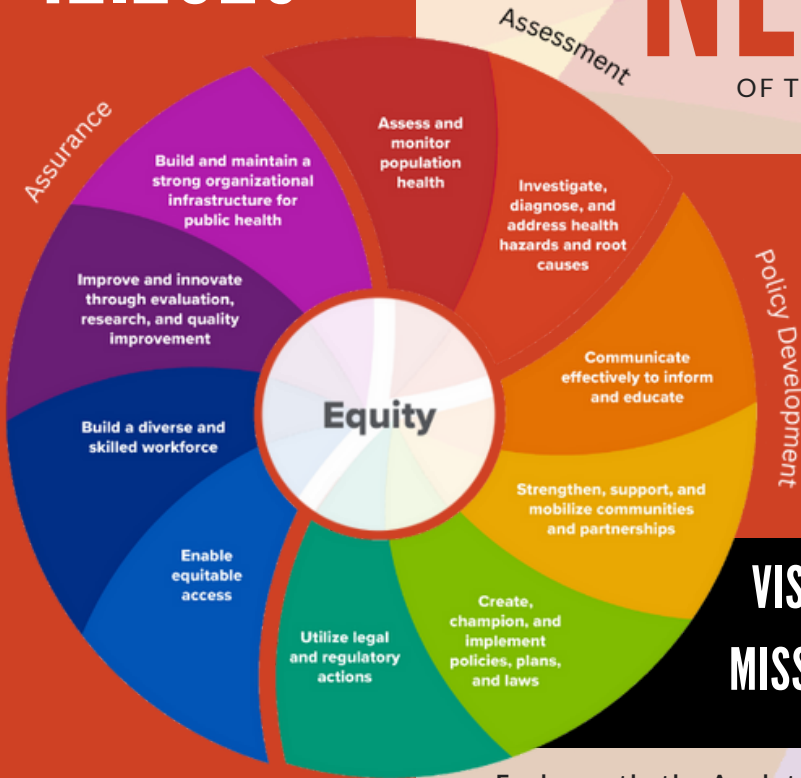 Assessment
OF T
Assurance
Assess and
monitor
population
health
Build and maintain a
strong organizational
infrastructure for
public health
Investigate,
diagnose, and
address health
hazards and root
causes
Policy Development
Improve and innovate
through evaluation,
research, and quality
improvement
Communicate
effectively to inform
and educate
Equity
Build a diverse and
skilled workforce
Strengthen, support, and
mobilize communities
and partnerships
Enable
equitable
access
Create,
champion, and
implement
policies, plans,
and laws
Utilize legal
and regulatory
actions
VIS
MISS